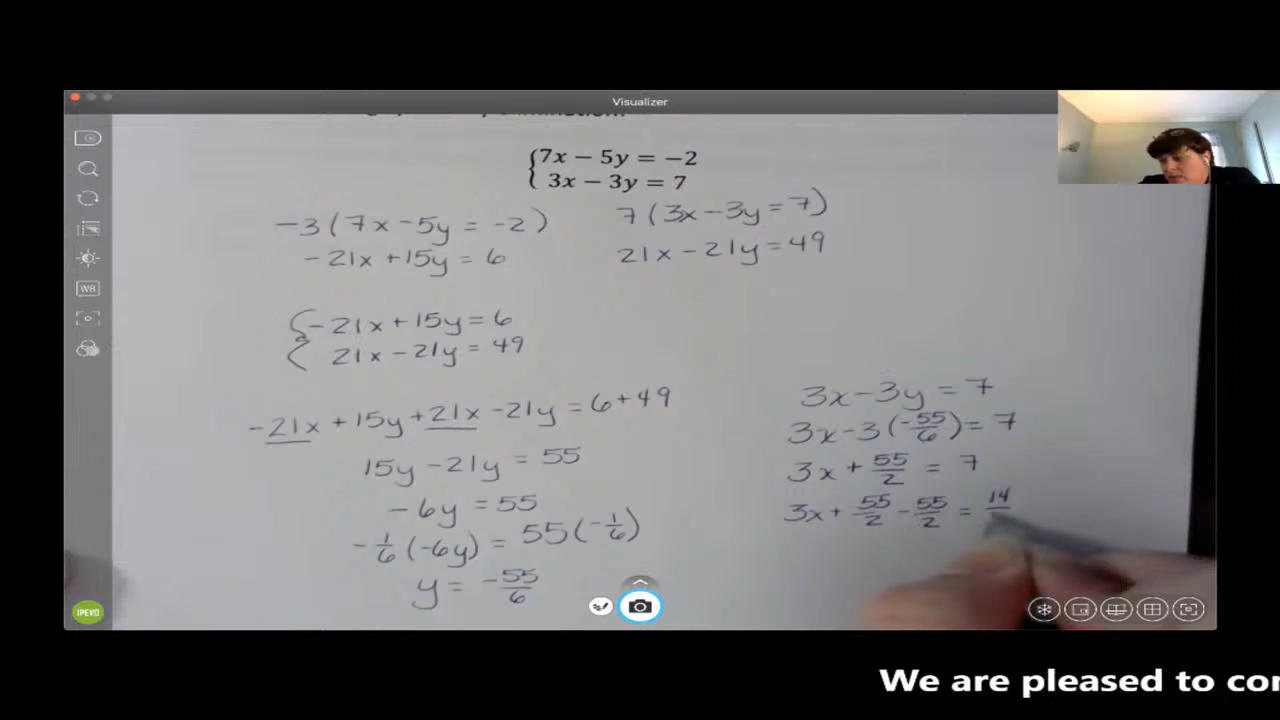 Visualizer
7x − 5y = −2
3x − 3y = 7
-3(7x-5y = -2)
-21x +15y = 6
7(3x-3y=7)
21x-21y=49
-21x+15y=6
21x-21y = 49
-21x +15y +21x -21y = 6+49
15y -21y = 55
-6y = 55
-1/6(-6y) = 55(-1/6)
y = -55/6
3x-3y = 7
3x-3(-55/6) = 7
3x + 55/2 = 7
3x + 55/2 - 55/2 = 14
WB
IPEVO
We are pleased to